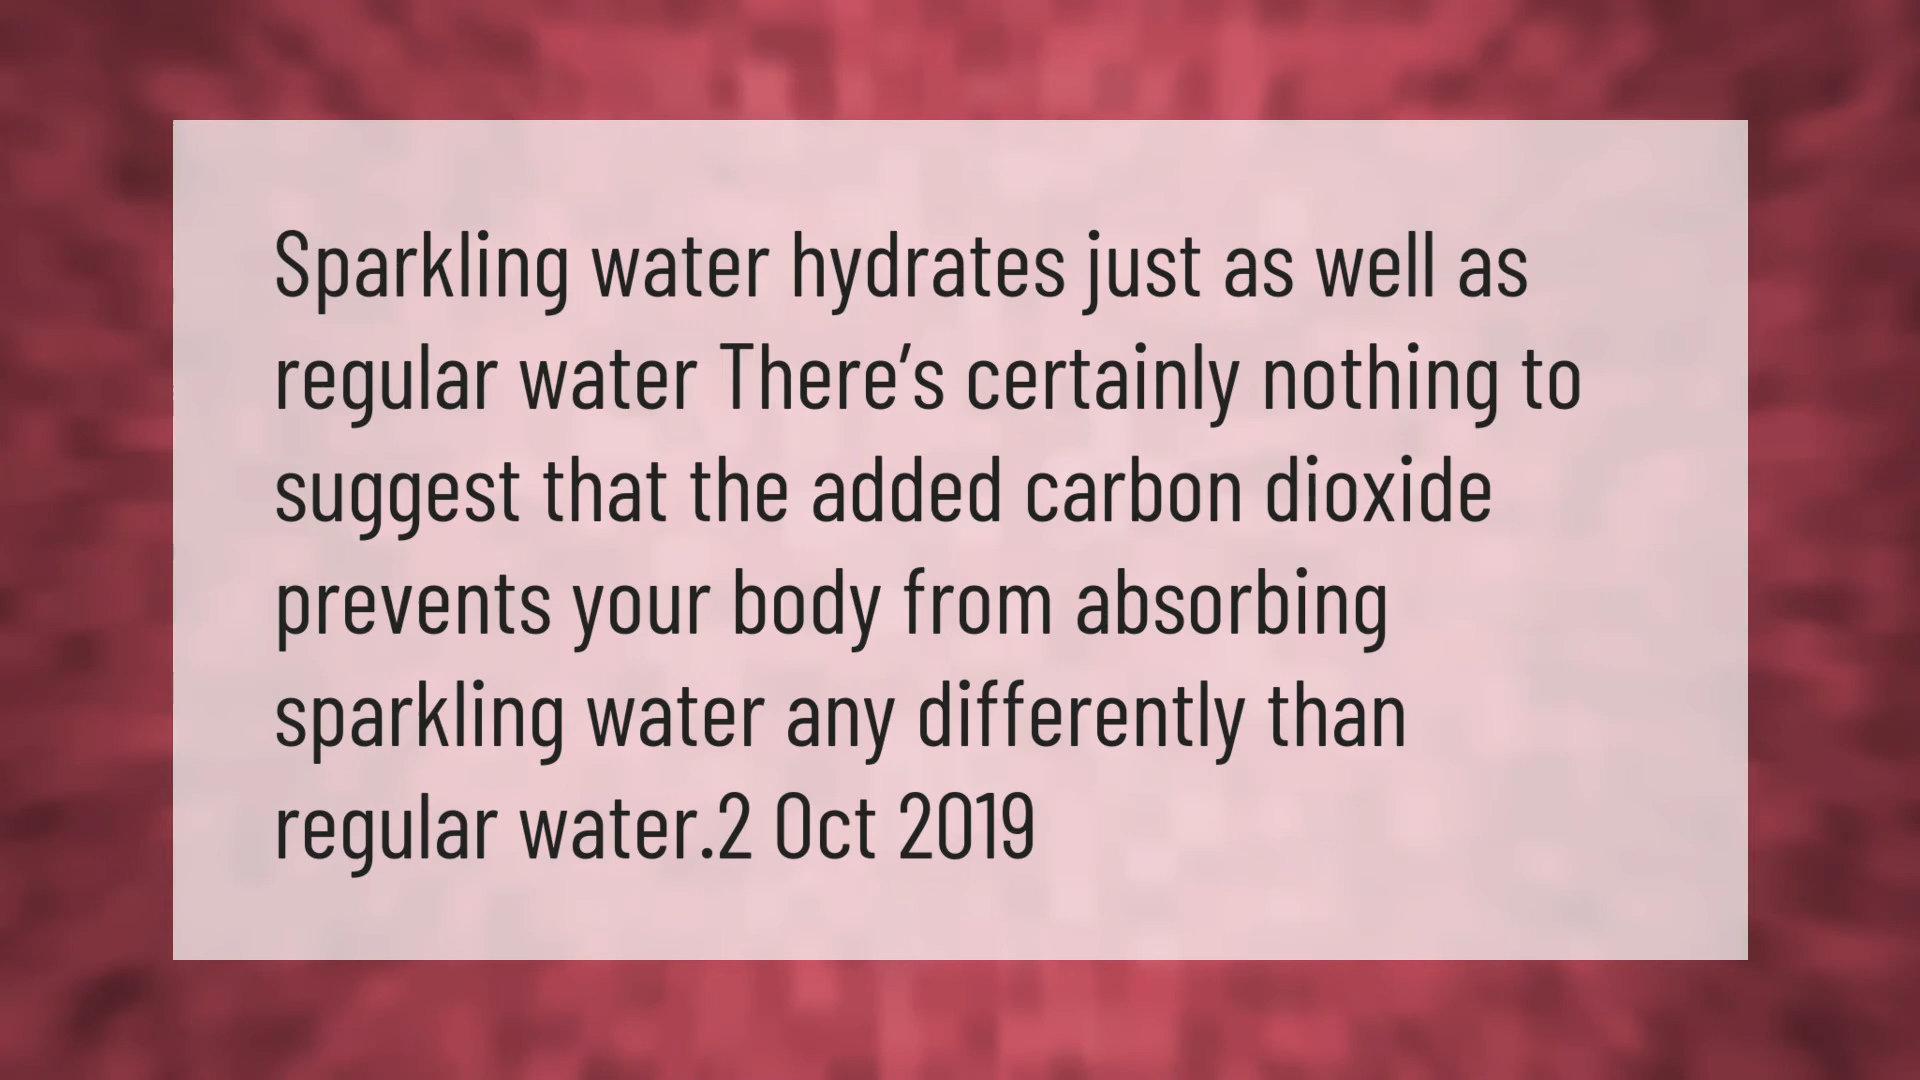 Sparkling water hydrates just as well as
regular water There’s certainly nothing to
suggest that the added carbon dioxide
prevents your body from absorbing
sparkling water any differently than
regular water.2 Oct 2019